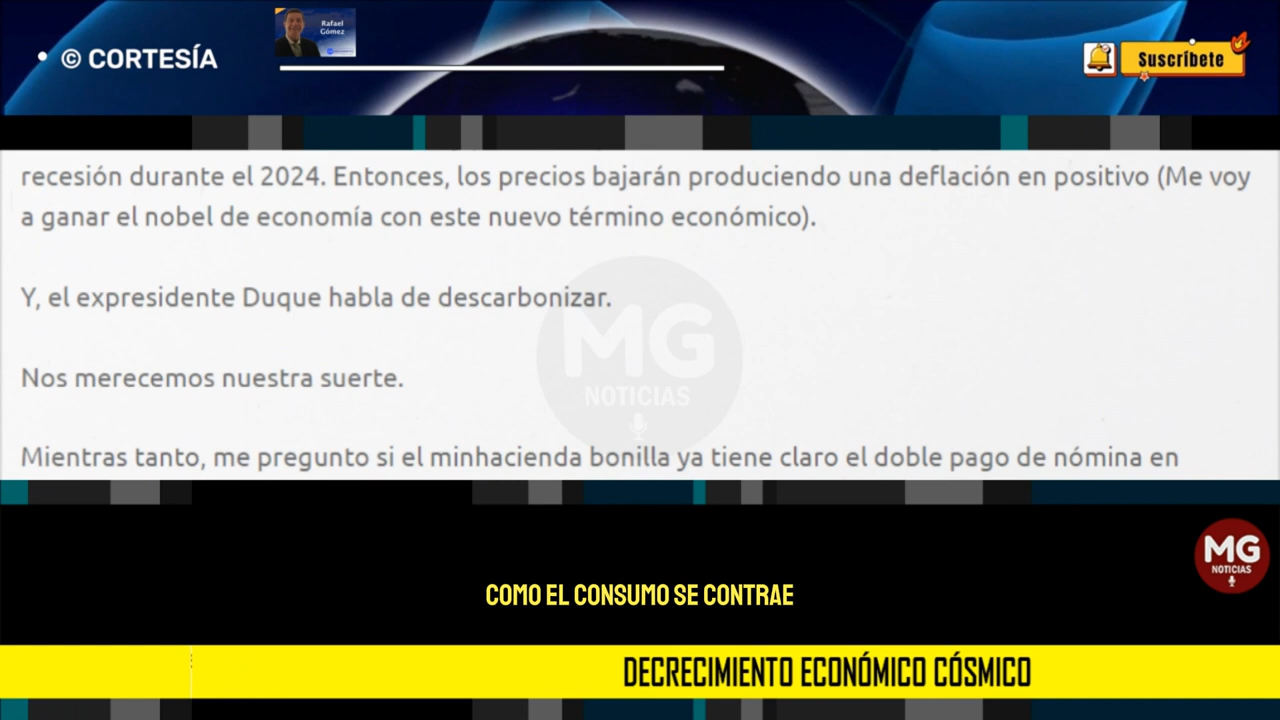 © CORTESÍA
Rafael
Gómez
Suscríbete
recesión durante el 2024. Entonces, los precios bajarán produciendo una deflación en positivo (Me voy
a ganar el nobel de economía con este nuevo término económico).
Y, el expresidente Duque habla de descarbonizar.
Nos merecemos nuestra suerte.
Mientras tanto, me pregunto si el minhacienda bonilla ya tiene claro el doble pago de nómina en
MG
NOTICIAS
MG
NOTICIAS
COMO EL CONSUMO SE CONTRAE
DECRECIMIENTO ECONÓMICO CÓSMICO